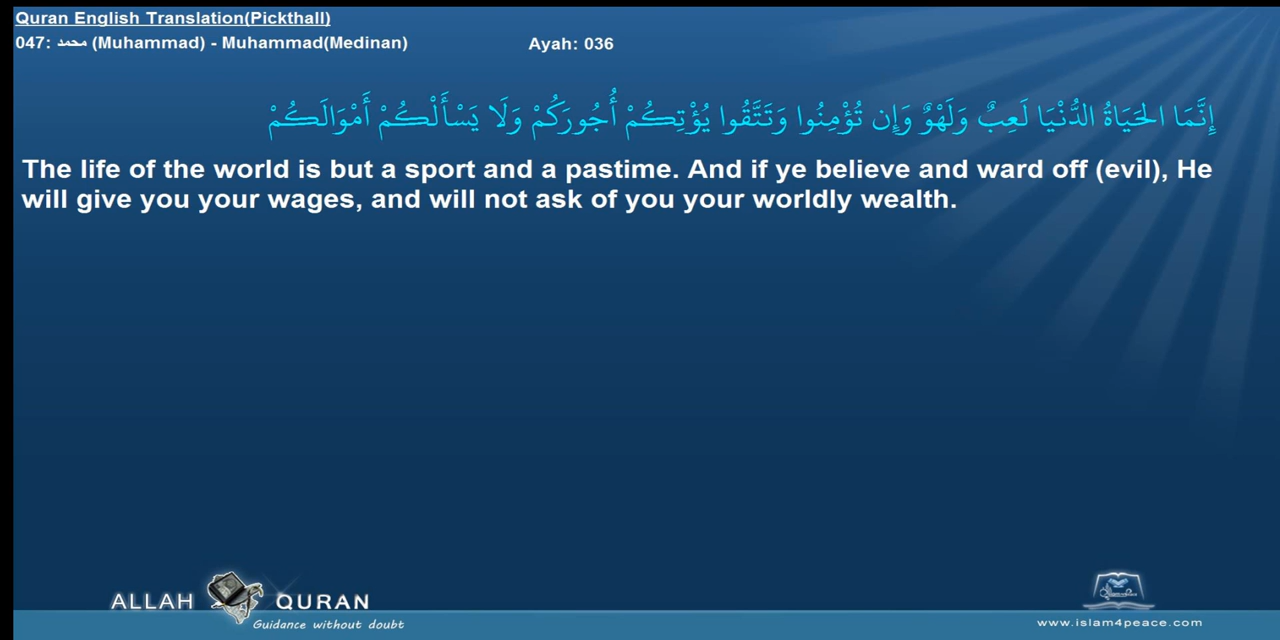 Quran English Translation(Pickthall)
047: محمد (Muhammad) - Muhammad(Medinan) Ayah: 036
إِنَّمَا الْحَيَاةُ الدُّنْيَا لَعِبٌ وَلَهْوٌ وَإِن تُؤْمِنُوا وَتَتَّقُوا يُؤْتِكُمْ أُجُورَكُمْ وَلَا يَسْأَلْكُمْ أَمْوَالَكُمْ
The life of the world is but a sport and a pastime. And if ye believe and ward off (evil), He
will give you your wages, and will not ask of you your worldly wealth.
ALLAH QURAN
Guidance without doubt
www.islam4peace.com